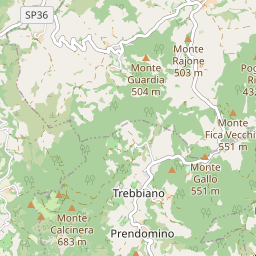 SP36
Monte
Rajone
503 m
Monte
Guardia
504 m
Monte
Fica Vecchi
551 m
Monte
Gallo
551 m
Trebbiano
Monte
Calcinera
683 m
Prendomino